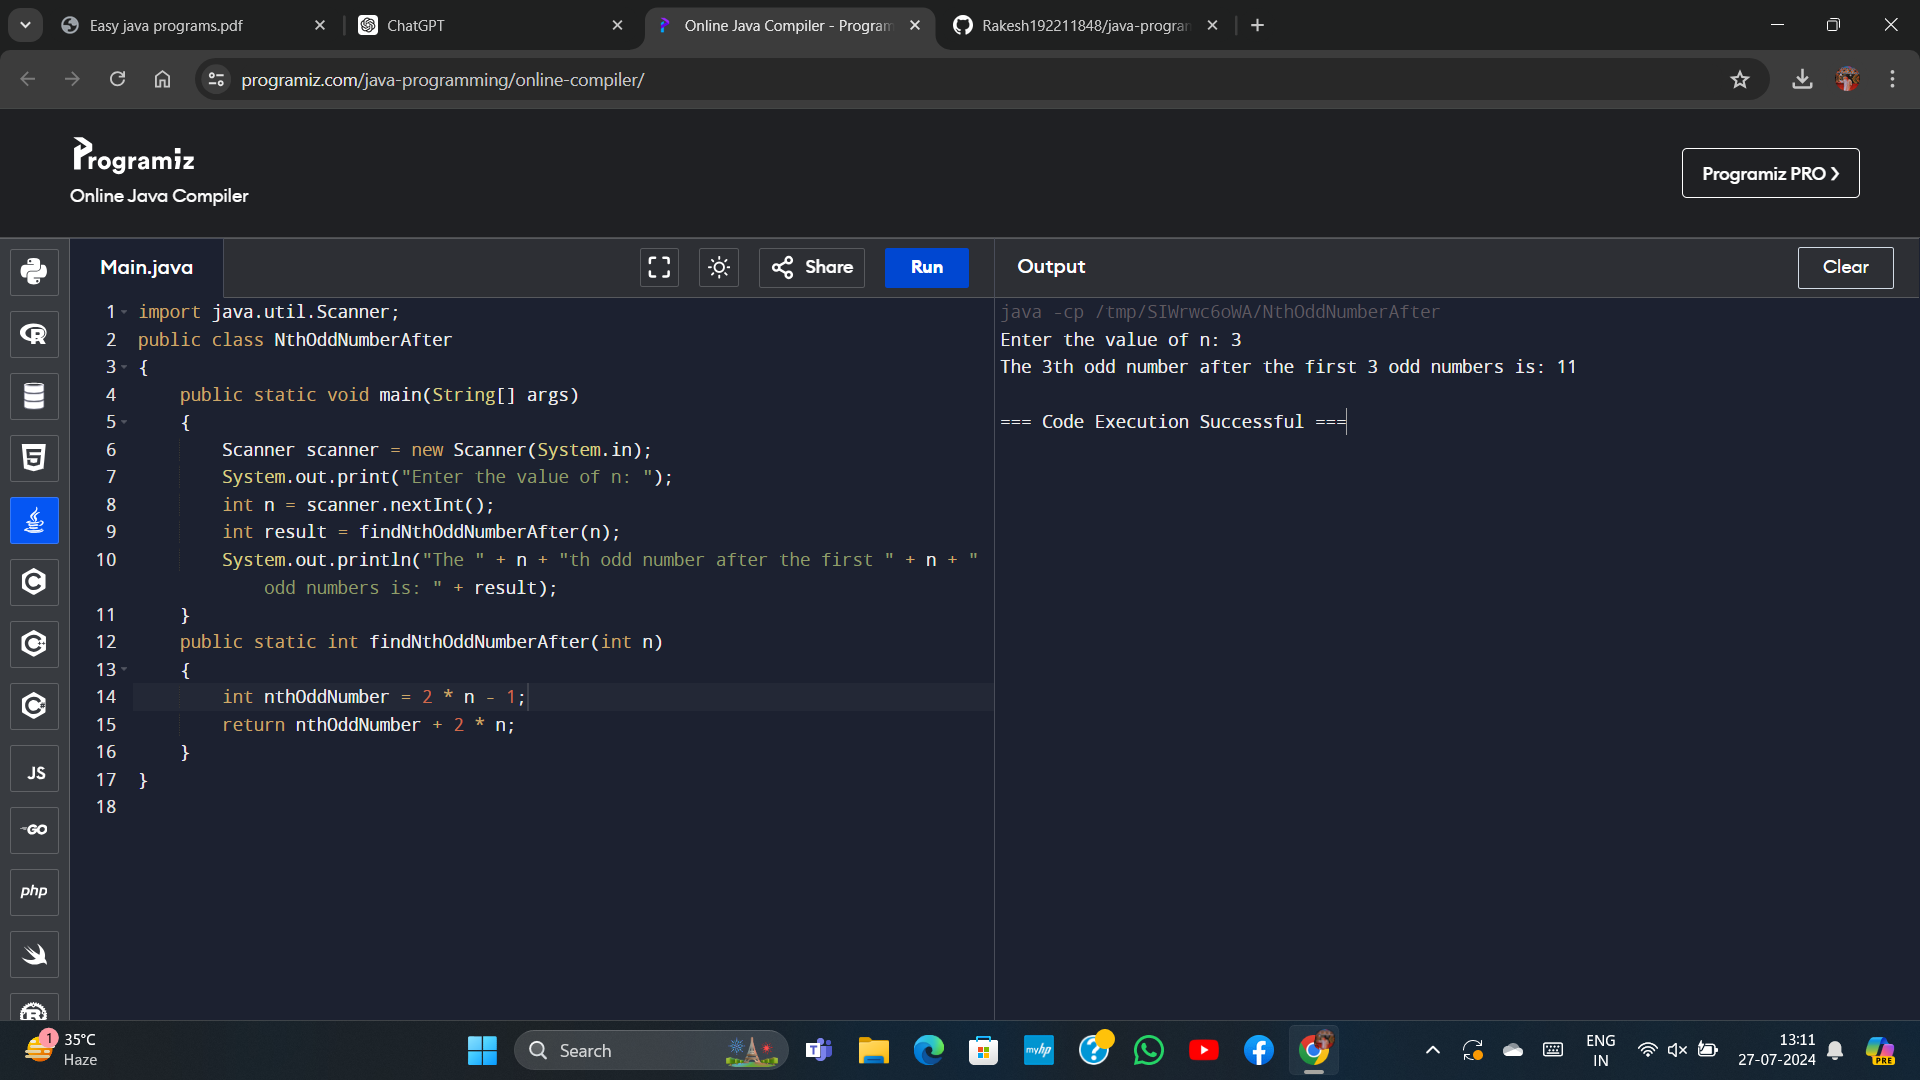 Easy java programs.pdf
ChatGPT
Online Java Compiler - Program
Rakesh192211848/java-program
programiz.com/java-programming/online-compiler/
Programiz
Online Java Compiler
Programiz PRO
Main.java
Share
Run
Output
Clear
1 import java.util.Scanner;
2 public class NthOddNumberAfter
3 {
4     public static void main(String[] args)
5     {
6         Scanner scanner = new Scanner(System.in);
7         System.out.print("Enter the value of n: ");
8         int n = scanner.nextInt();
9         int result = findNthOddNumberAfter(n);
10         System.out.println("The " + n + "th odd number after the first " + n + "
odd numbers is: " + result);
11     }
12     public static int findNthOddNumberAfter(int n)
13     {
14         int nthOddNumber = 2 * n - 1;
15         return nthOddNumber + 2 * n;
16     }
17 }
18
java -cp /tmp/SIWrwc6oWA/NthOddNumberAfter
Enter the value of n: 3
The 3th odd number after the first 3 odd numbers is: 11
=== Code Execution Successful ===
JS
GO
php
1
35°C
Haze
Search
myhp
ENG
IN
13:11
27-07-2024
PRE